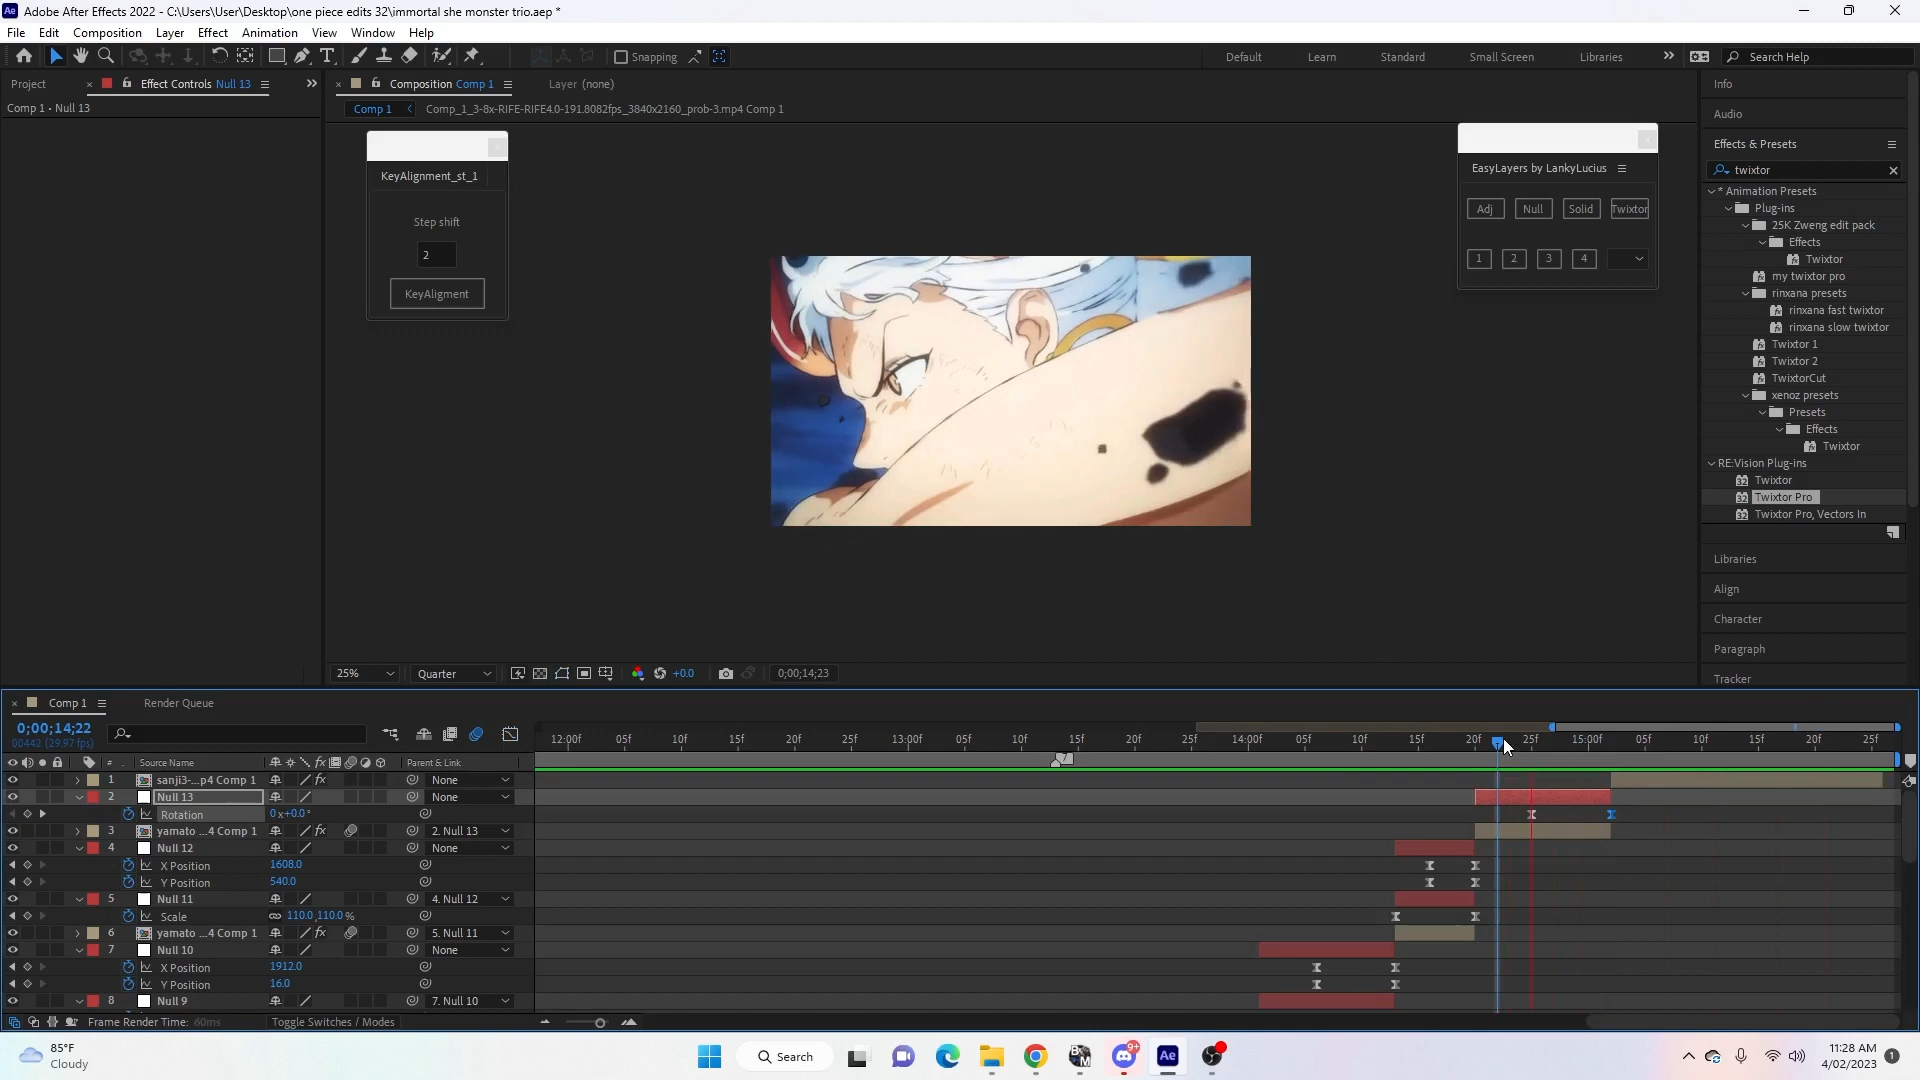 Adobe After Effects 2022 - C:\Users\User\Desktop\one piece edits 32\immortal she monster trio.aep *
File Edit Composition Layer Effect Animation View Window Help
Snapping
Default Learn Standard Small Screen Libraries Search Help
Project Effect Controls Null 13
Comp 1 • Null 13
Composition Comp 1 Layer (none)
Comp 1 Comp_1_3-8x-RIFE-RIFE4.0-191.8082fps_3840x2160_prob-3.mp4 Comp 1
KeyAlignment_st_1
Step shift
2
KeyAligment
EasyLayers by LankyLucius
Adj Null Solid Twixtor
1 2 3 4
Info
Audio
Effects & Presets
twixtor
* Animation Presets
Plug-ins
25K Zweng edit pack
Effects
Twixtor
my twixtor pro
rinxana presets
rinxana fast twixtor
rinxana slow twixtor
Twixtor 1
Twixtor 2
TwixtorCut
xenoz presets
Presets
Effects
Twixtor
RE:Vision Plug-ins
Twixtor
Twixtor Pro
Twixtor Pro, Vectors In
Libraries
Align
Character
Paragraph
Tracker
25% Quarter +0.0 0;00;14;23
Comp 1 Render Queue
0;00;14;22
00442 (29.97 fps)
12:00f 05f 10f 15f 20f 25f 13:00f 05f 10f 15f 20f 25f 14:00f 05f 10f 15f 20f 25f 15:00f 05f 10f 15f 20f 25f
# Source Name fx Parent & Link
7
1 sanji3-...p4 Comp 1 fx None
2 Null 13 None
Rotation 0x+0.0°
3 yamato ...4 Comp 1 fx 2. Null 13
4 Null 12 None
X Position 1608.0
Y Position 540.0
5 Null 11 4. Null 12
Scale 110.0,110.0%
6 yamato ...4 Comp 1 fx 5. Null 11
7 Null 10 None
X Position 1912.0
Y Position 16.0
8 Null 9 7. Null 10
Frame Render Time: 60ms Toggle Switches / Modes
85°F
Cloudy
Search
9+
11:28 AM
4/02/2023
1